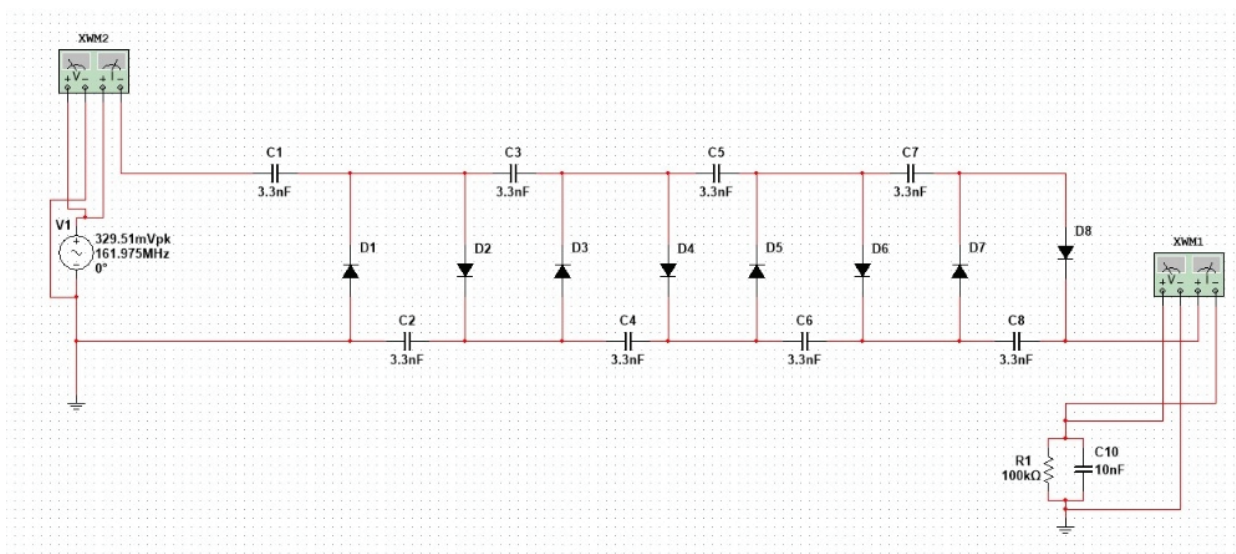 XWM2
V
I
+ - + -
C1
3.3nF
C3
3.3nF
C5
3.3nF
C7
3.3nF
V1
329.51mVpk
161.975MHz
0°
D1
D2
D3
D4
D5
D6
D7
D8
C2
3.3nF
C4
3.3nF
C6
3.3nF
C8
3.3nF
XWM1
V
I
+ - + -
R1
100kΩ
C10
10nF